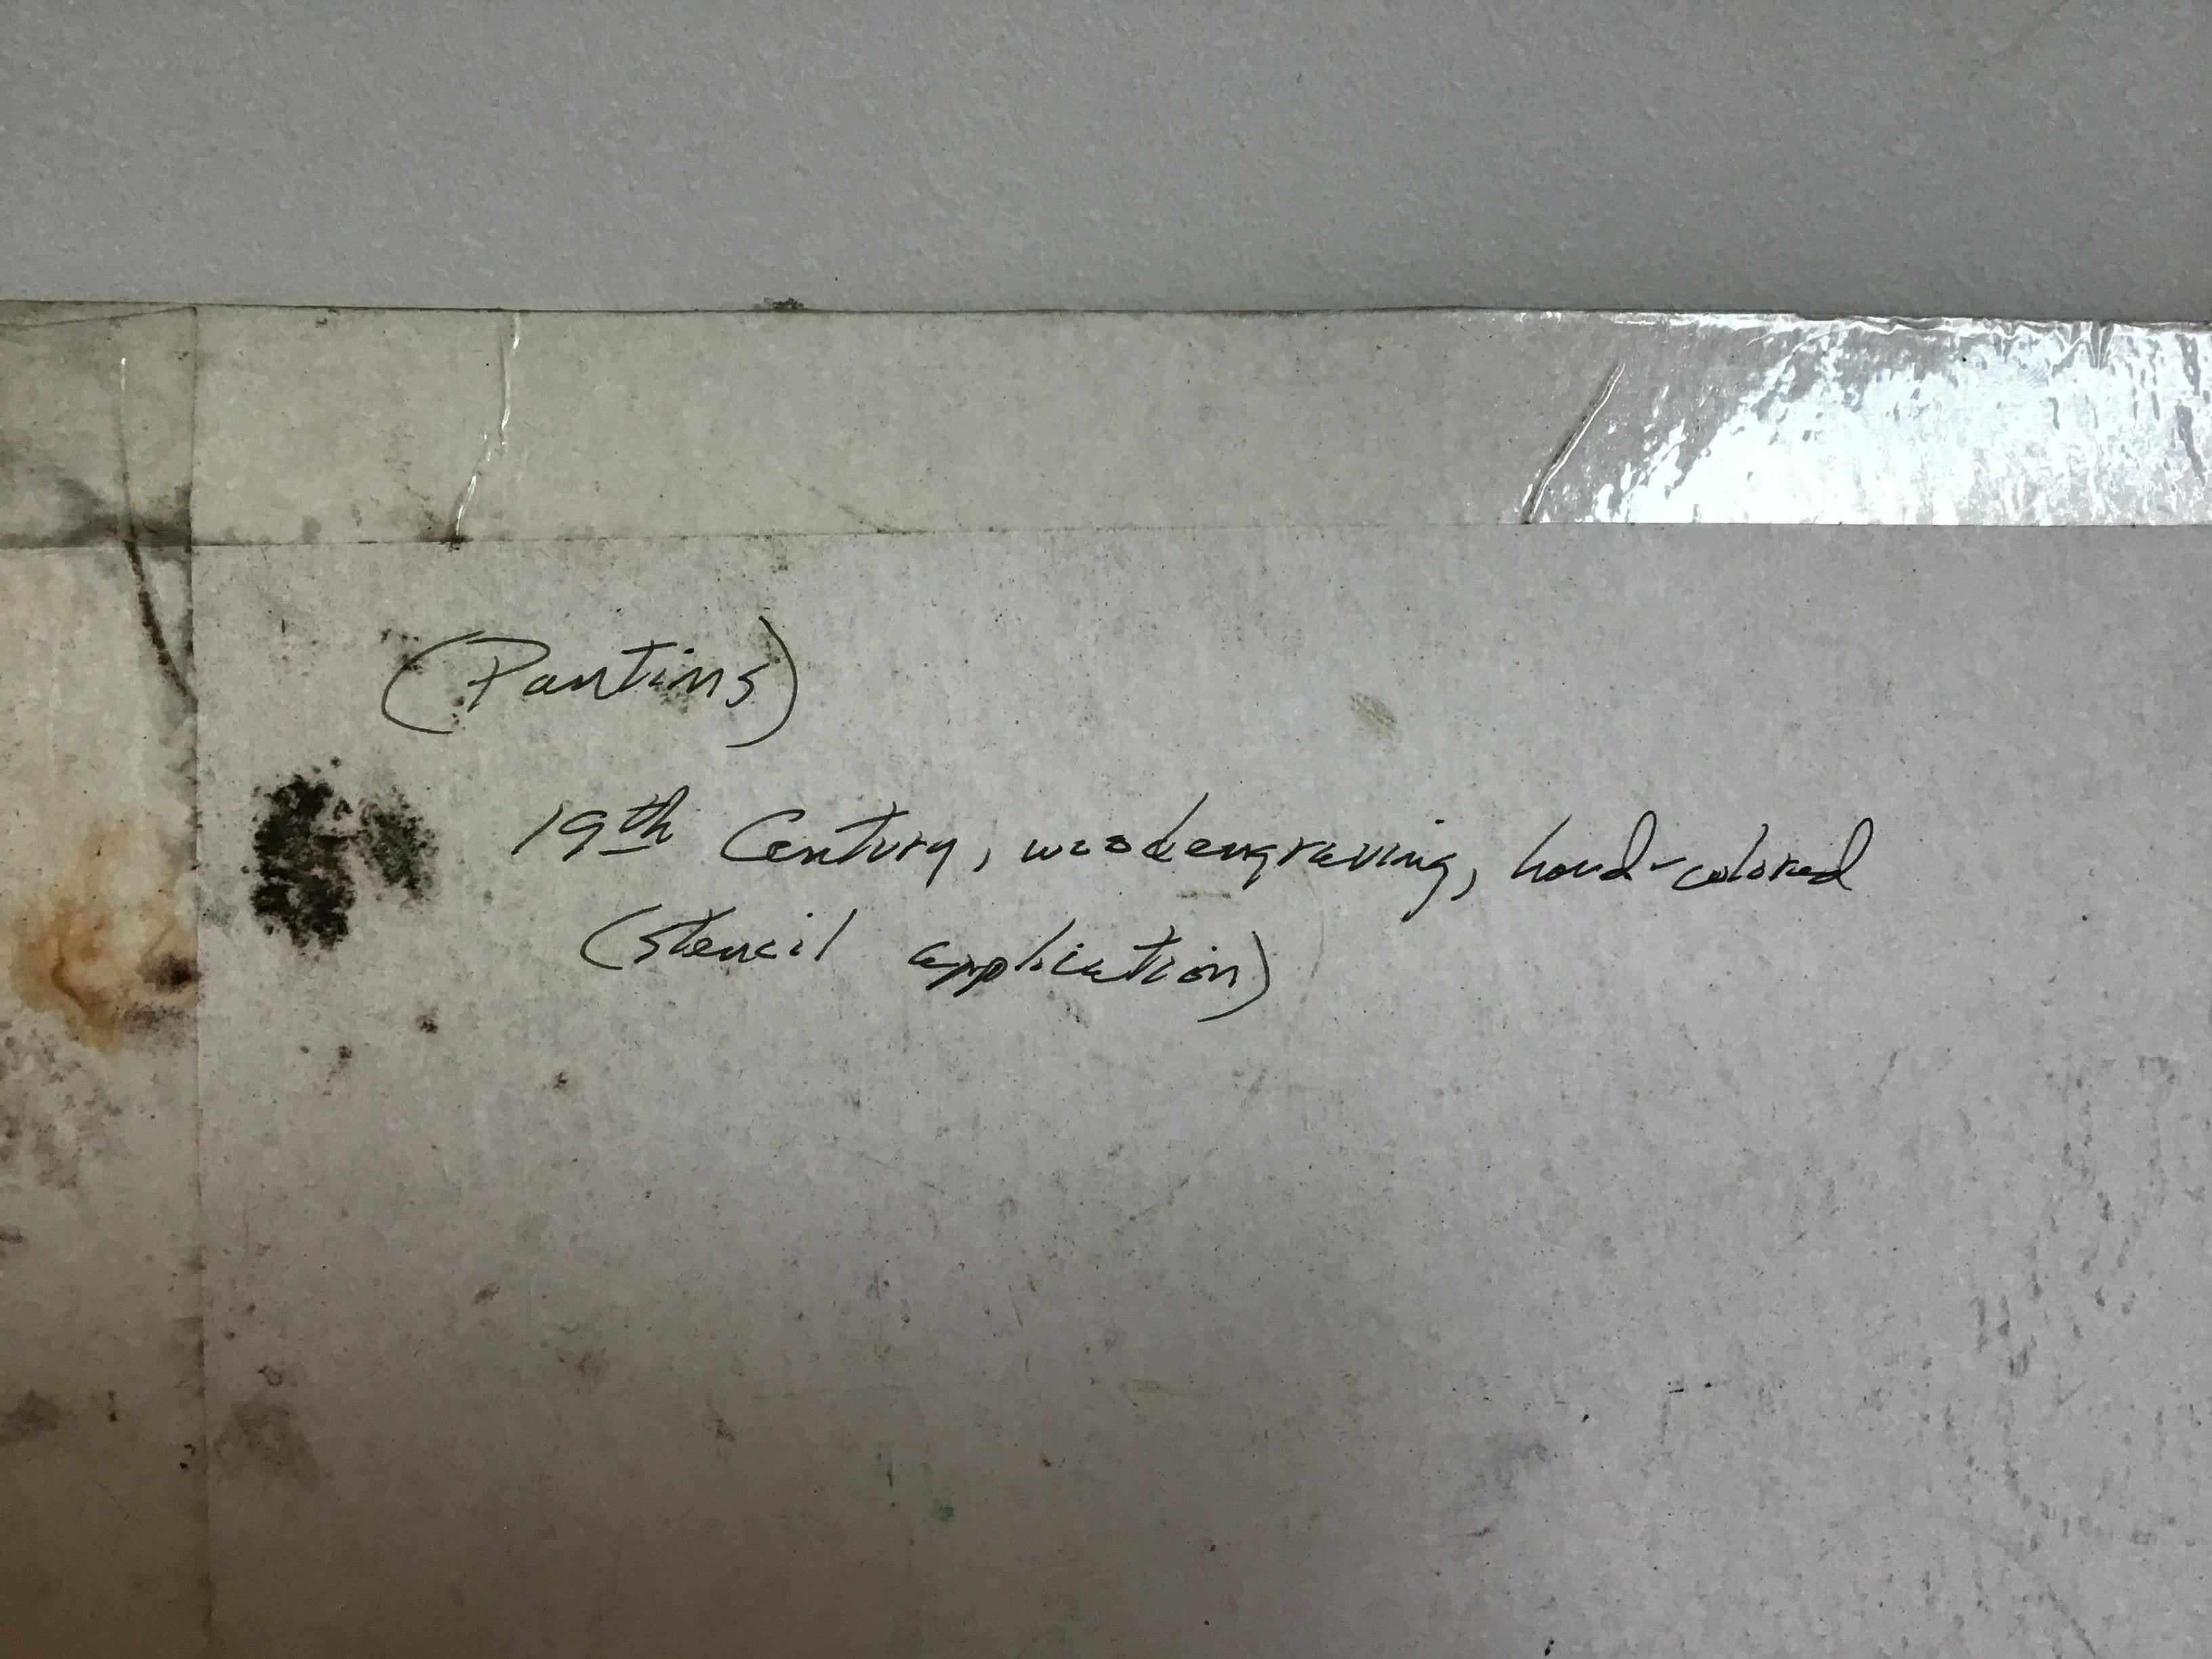 (Pantins)
19th Century, woodengraving, hand-colored
(stencil application)